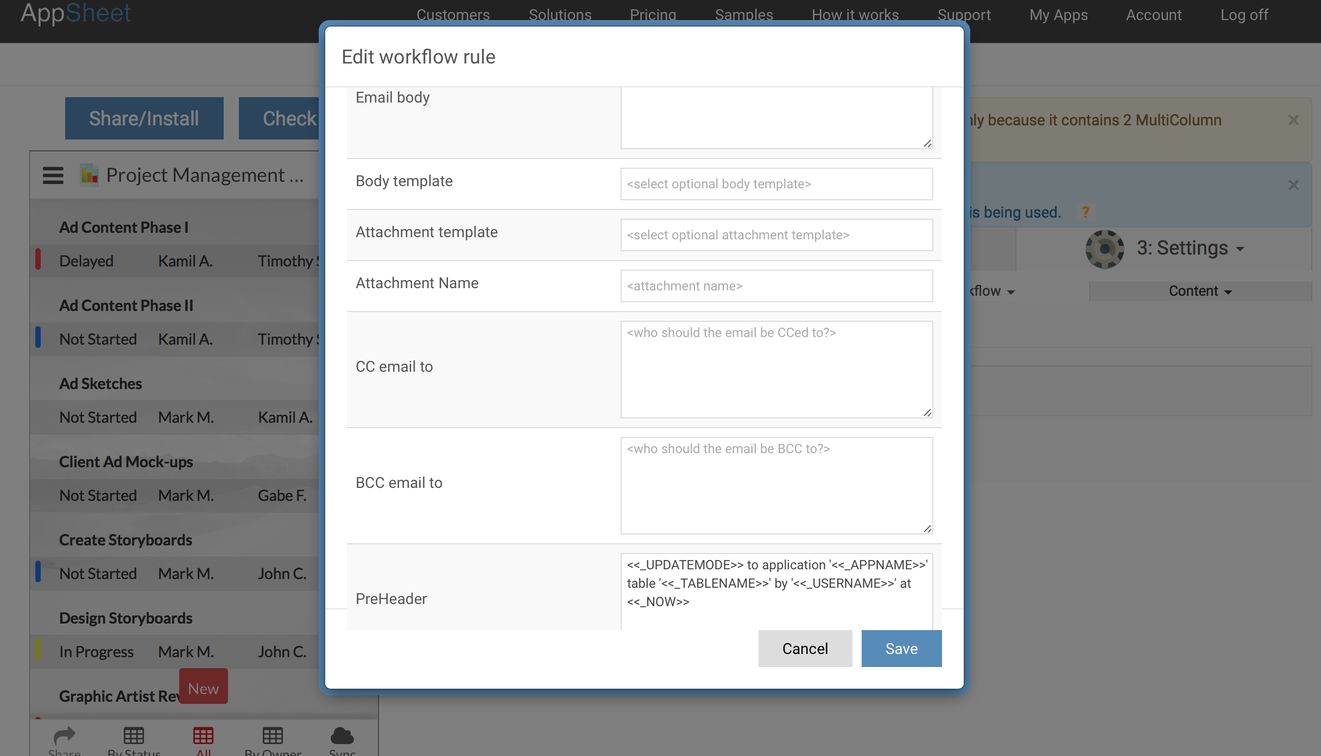 AppSheet
Customers Solutions Pricing Samples How it works Support My Apps Account Log off
Edit workflow rule
Share/Install
Check
nly because it contains 2 MultiColumn
is being used. ?
3: Settings
kflow
Content
Project Management ...
Ad Content Phase I
Delayed Kamil A. Timothy S
Ad Content Phase II
Not Started Kamil A. Timothy S
Ad Sketches
Not Started Mark M. Kamil A.
Client Ad Mock-ups
Not Started Mark M. Gabe F.
Create Storyboards
Not Started Mark M. John C.
Design Storyboards
In Progress Mark M. John C.
Graphic Artist Rev
New
Share By Status All By Owner Sync
Email body
Body template
<select optional body template>
Attachment template
<select optional attachment template>
Attachment Name
<attachment name>
CC email to
<who should the email be CCed to?>
BCC email to
<who should the email be BCC to?>
PreHeader
<<_UPDATEMODE>> to application '<<_APPNAME>>'
table '<<_TABLENAME>>' by '<<_USERNAME>>' at
<<_NOW>>
Cancel
Save